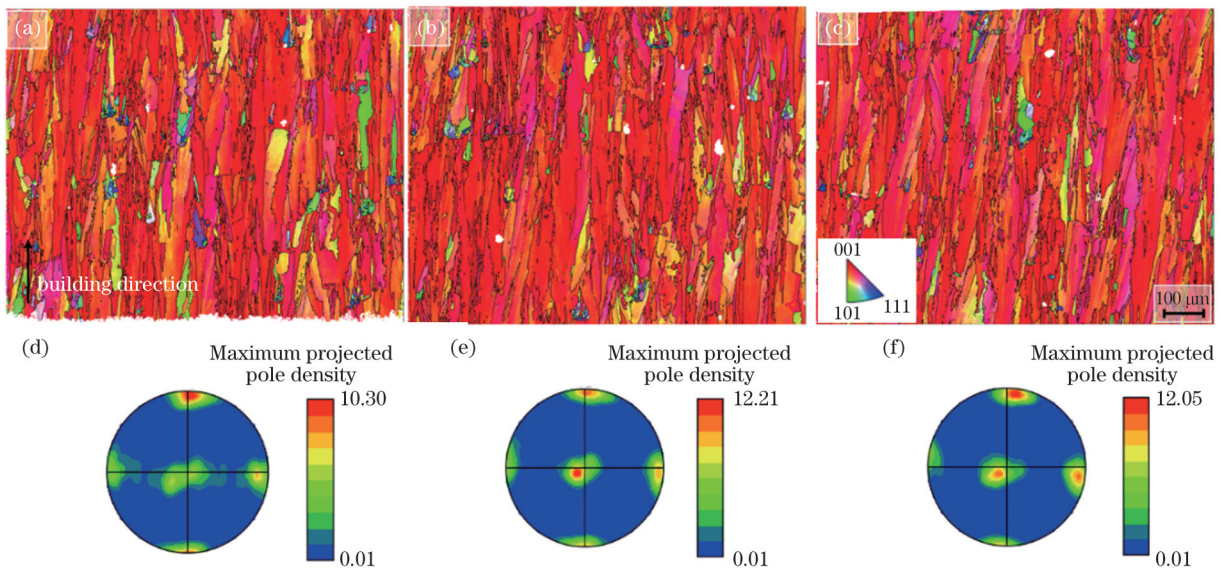 (a)
(b)
(c)
building direction
001
101
111
100 μm
(d)
Maximum projected
pole density
10.30
0.01
(e)
Maximum projected
pole density
12.21
0.01
(f)
Maximum projected
pole density
12.05
0.01